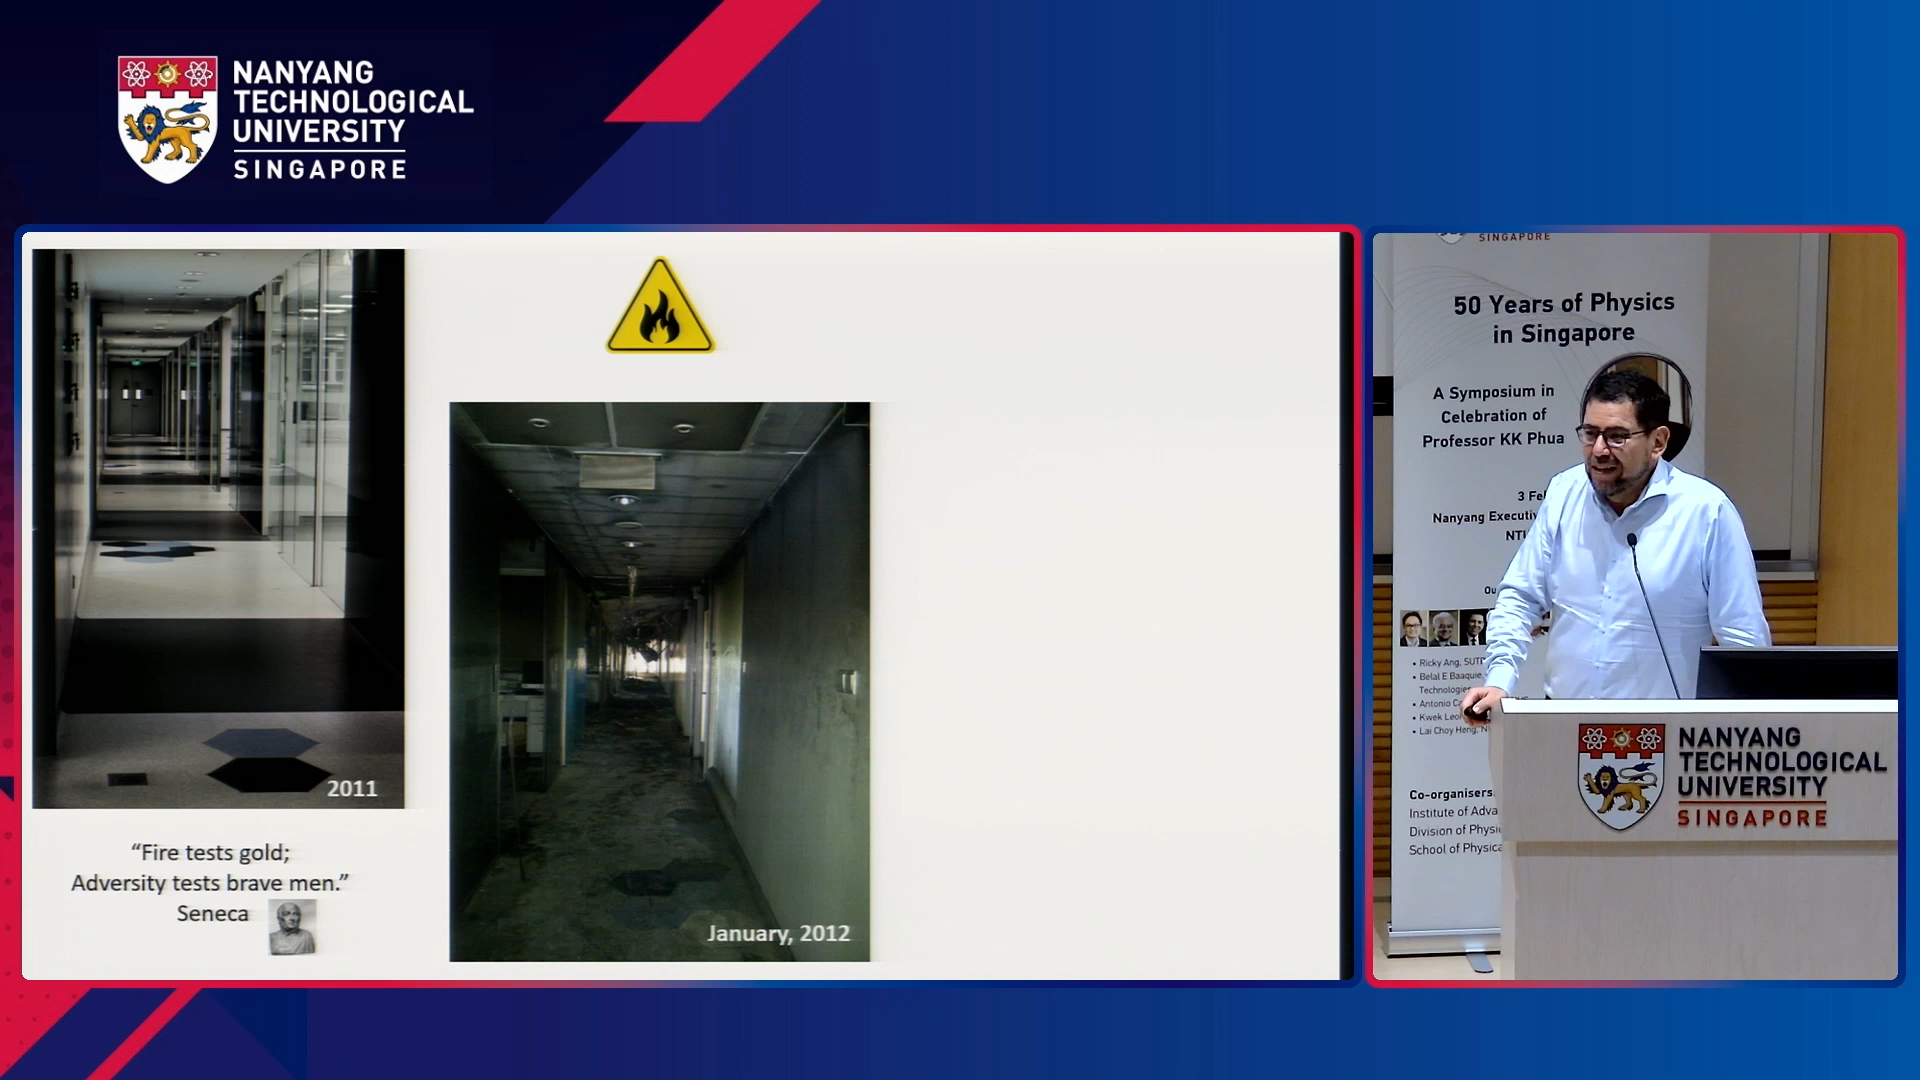 NANYANG
TECHNOLOGICAL
UNIVERSITY
SINGAPORE
2011
"Fire tests gold;
Adversity tests brave men."
Seneca
January, 2012
SINGAPORE
50 Years of Physics
in Singapore
A Symposium in
Celebration of
Professor KK Phua
3 Fe
Nanyang Executiv
NT
Ou
• Ricky Ang, SUTD
• Belal E Baaquie,
Technologies
• Antonio C
• Kwek Leo
• Lai Choy Heng, N
Co-organisers
Institute of Adva
Division of Physi
School of Physica
NANYANG
TECHNOLOGICAL
UNIVERSITY
SINGAPORE